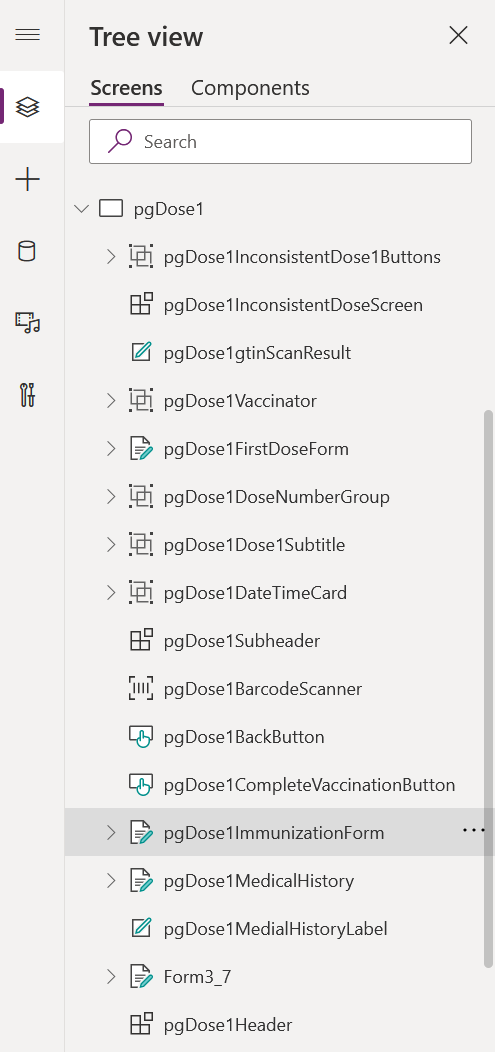 Tree view
Screens Components
Search
pgDose1
pgDose1InconsistentDose1Buttons
pgDose1InconsistentDoseScreen
pgDose1gtinScanResult
pgDose1Vaccinator
pgDose1FirstDoseForm
pgDose1DoseNumberGroup
pgDose1Dose1Subtitle
pgDose1DateTimeCard
pgDose1Subheader
pgDose1BarcodeScanner
pgDose1BackButton
pgDose1CompleteVaccinationButton
pgDose1ImmunizationForm
pgDose1MedicalHistory
pgDose1MedialHistoryLabel
Form3_7
pgDose1Header